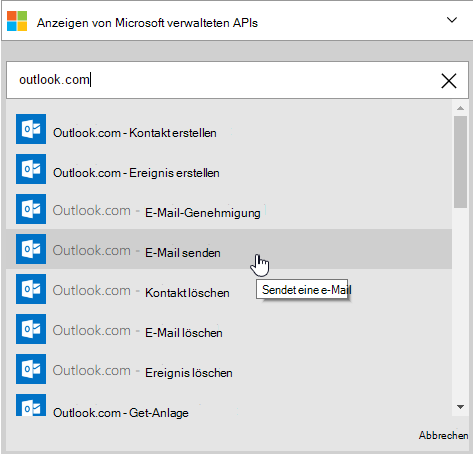 Anzeigen von Microsoft verwalteten APIs
outlook.com
Outlook.com - Kontakt erstellen
Outlook.com - Ereignis erstellen
Outlook.com - E-Mail-Genehmigung
Outlook.com - E-Mail senden
Sendet eine e-Mail
Outlook.com - Kontakt löschen
Outlook.com - E-Mail löschen
Outlook.com - Ereignis löschen
Outlook.com - Get-Anlage
Abbrechen